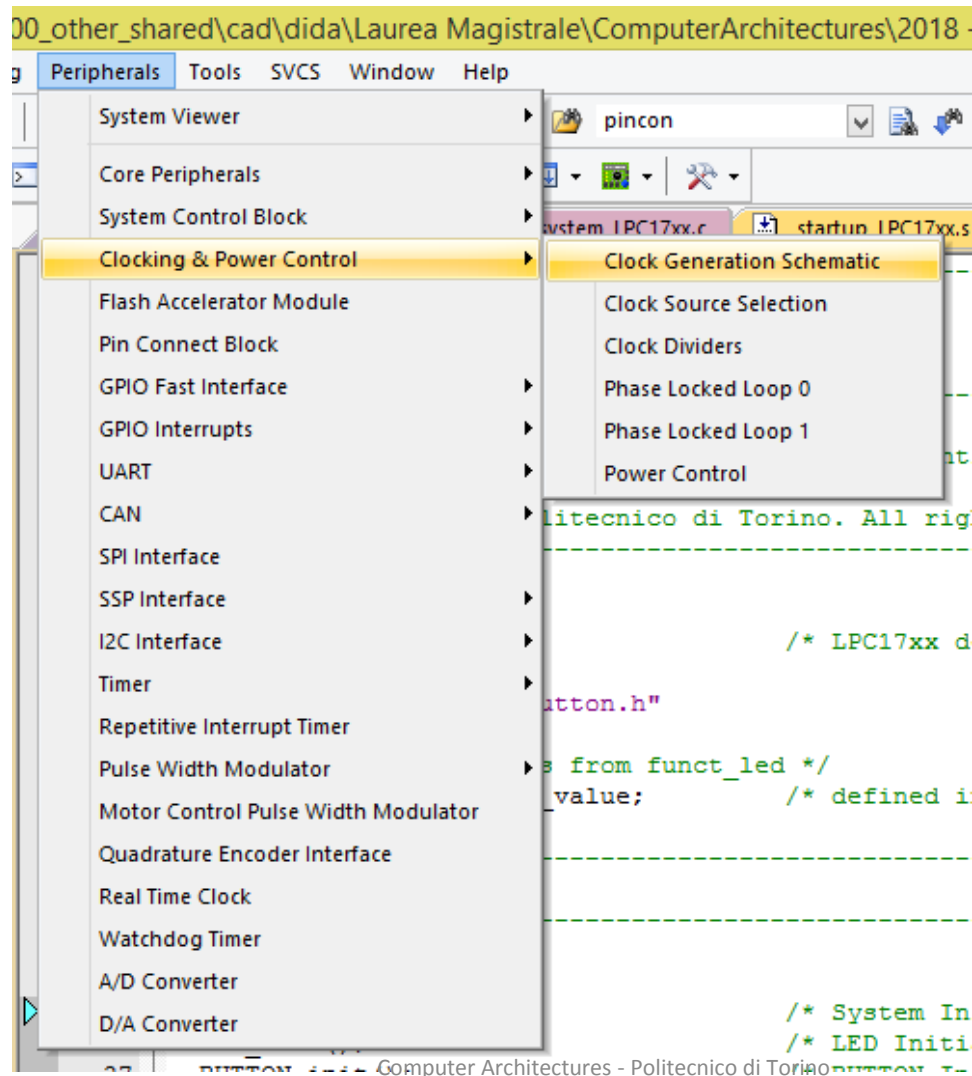 00_other_shared\cad\dida\Laurea Magistrale\ComputerArchitectures\2018 -
g Peripherals Tools SVCS Window Help
System Viewer
pincon
Core Peripherals
System Control Block
system_LPC17xx.c startup_LPC17xx.s
Clocking & Power Control
Clock Generation Schematic
Flash Accelerator Module
Clock Source Selection
Pin Connect Block
Clock Dividers
GPIO Fast Interface
Phase Locked Loop 0
GPIO Interrupts
Phase Locked Loop 1
UART
Power Control
CAN
litecnico di Torino. All rig
SPI Interface
SSP Interface
I2C Interface
/* LPC17xx d
Timer
utton.h"
Repetitive Interrupt Timer
Pulse Width Modulator
s from funct_led */
Motor Control Pulse Width Modulator
_value; /* defined i
Quadrature Encoder Interface
Real Time Clock
Watchdog Timer
A/D Converter
/* System In
D/A Converter
/* LED Initi
Computer Architectures - Politecnico di Torino